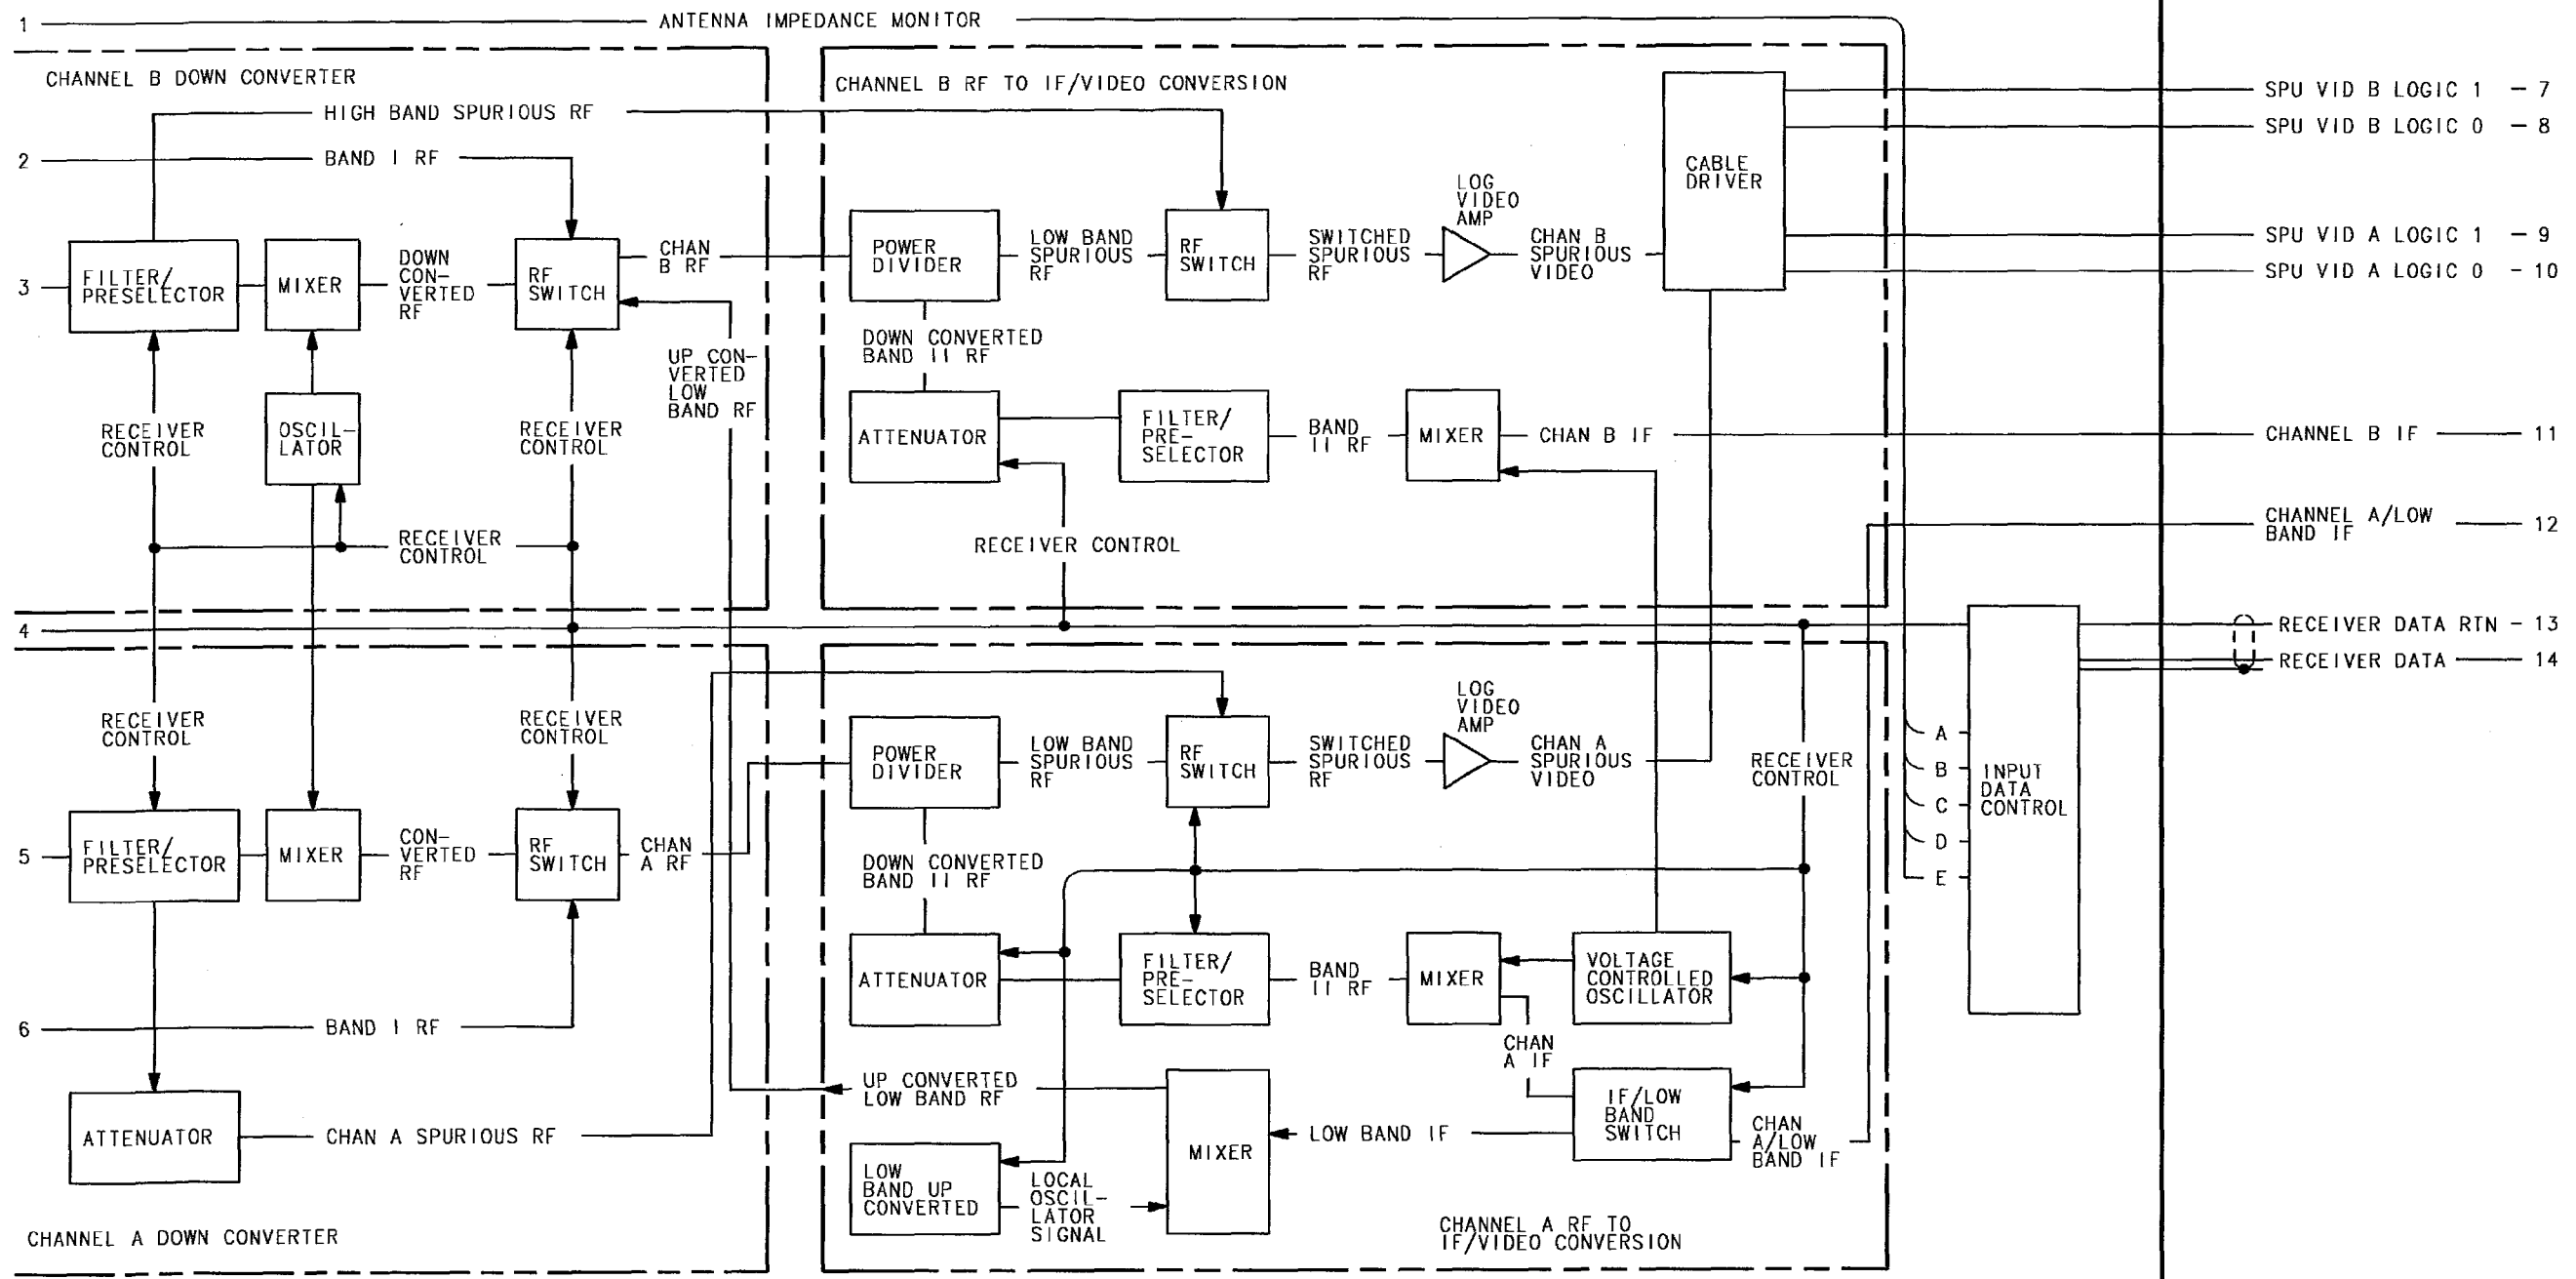 1
ANTENNA IMPEDANCE MONITOR
CHANNEL B DOWN CONVERTER
HIGH BAND SPURIOUS RF
2
BAND I RF
3
FILTER/
PRESELECTOR
MIXER
DOWN
CON-
VERTED
RF
RF
SWITCH
CHAN
B RF
UP CON-
VERTED
LOW
BAND RF
OSCIL-
LATOR
RECEIVER
CONTROL
RECEIVER
CONTROL
RECEIVER
CONTROL
CHANNEL B RF TO IF/VIDEO CONVERSION
POWER
DIVIDER
LOW BAND
SPURIOUS
RF
RF
SWITCH
SWITCHED
SPURIOUS
RF
LOG
VIDEO
AMP
CHAN B
SPURIOUS
VIDEO
CABLE
DRIVER
DOWN CONVERTED
BAND II RF
ATTENUATOR
FILTER/
PRE-
SELECTOR
BAND
II RF
MIXER
CHAN B IF
RECEIVER CONTROL
SPU VID B LOGIC 1 – 7
SPU VID B LOGIC 0 – 8
SPU VID A LOGIC 1 – 9
SPU VID A LOGIC 0 – 10
CHANNEL B IF 11
CHANNEL A/LOW
BAND IF 12
RECEIVER DATA RTN – 13
RECEIVER DATA 14
4
RECEIVER
CONTROL
RECEIVER
CONTROL
5
FILTER/
PRESELECTOR
MIXER
CON-
VERTED
RF
RF
SWITCH
CHAN
A RF
6
BAND I RF
ATTENUATOR
CHAN A SPURIOUS RF
CHANNEL A DOWN CONVERTER
POWER
DIVIDER
LOW BAND
SPURIOUS
RF
RF
SWITCH
SWITCHED
SPURIOUS
RF
LOG
VIDEO
AMP
CHAN A
SPURIOUS
VIDEO
RECEIVER
CONTROL
DOWN CONVERTED
BAND II RF
ATTENUATOR
FILTER/
PRE-
SELECTOR
BAND
II RF
MIXER
VOLTAGE
CONTROLLED
OSCILLATOR
CHAN
A IF
UP CONVERTED
LOW BAND RF
MIXER
LOW BAND IF
IF/LOW
BAND
SWITCH
CHAN
A/LOW
BAND IF
LOW
BAND UP
CONVERTED
LOCAL
OSCIL-
LATOR
SIGNAL
CHANNEL A RF TO
IF/VIDEO CONVERSION
A
B
C
D
E
INPUT
DATA
CONTROL